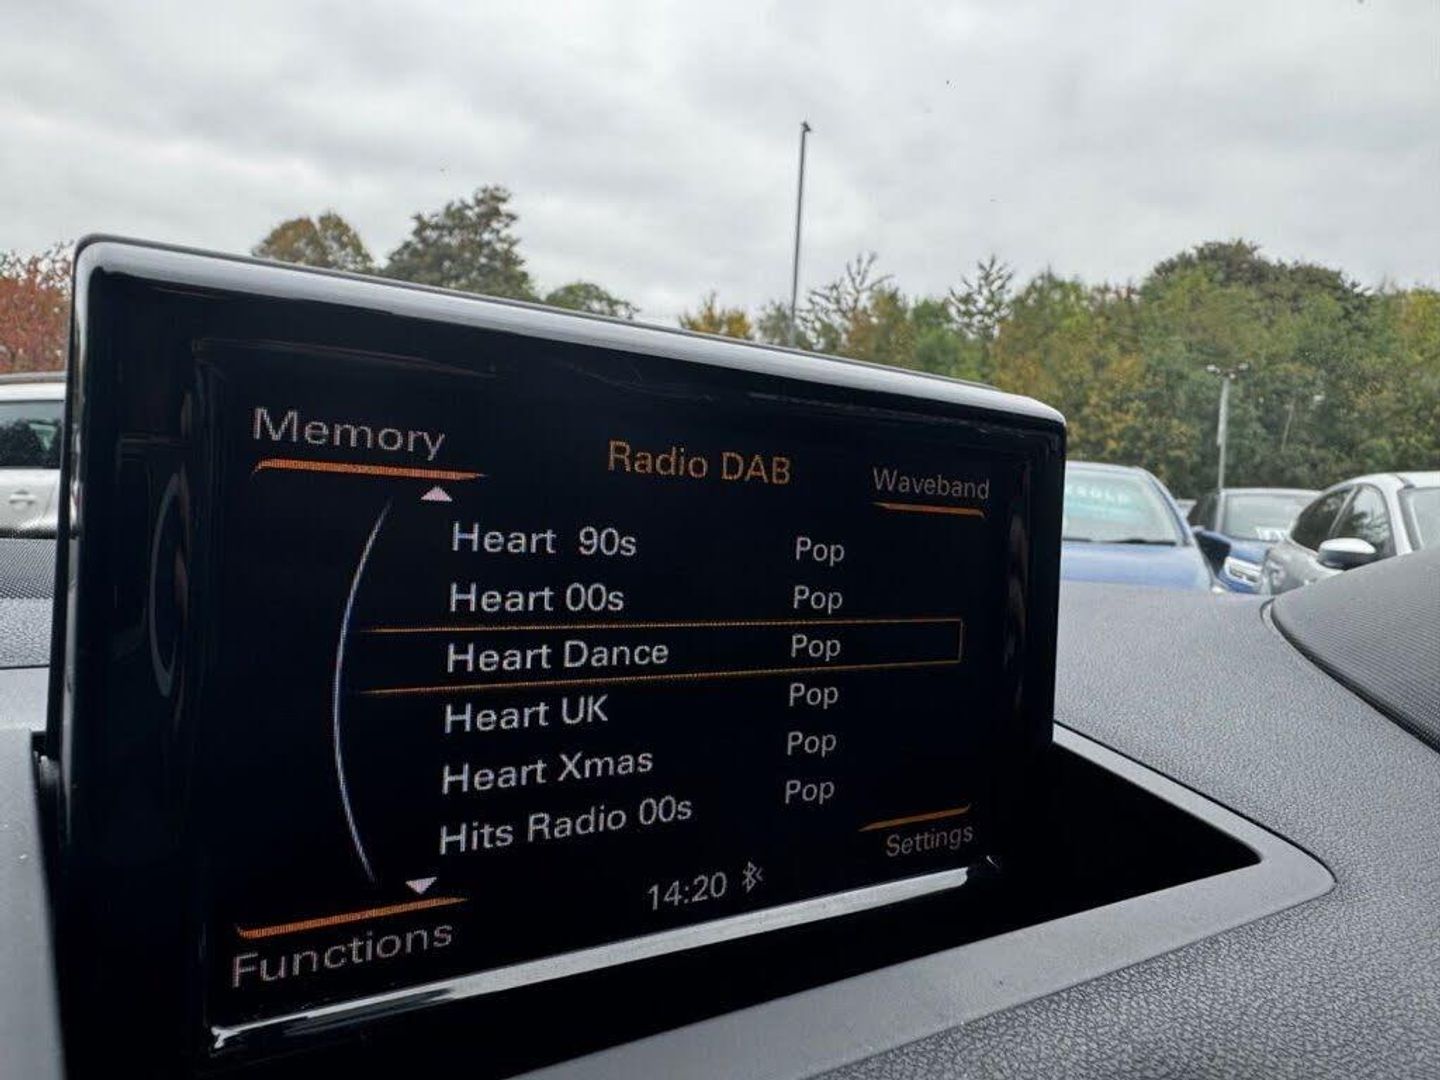 Memory
Radio DAB
Waveband
Heart 90s Pop
Heart 00s Pop
Heart Dance Pop
Heart UK Pop
Heart Xmas Pop
Hits Radio 00s Pop
Settings
14:20
Functions